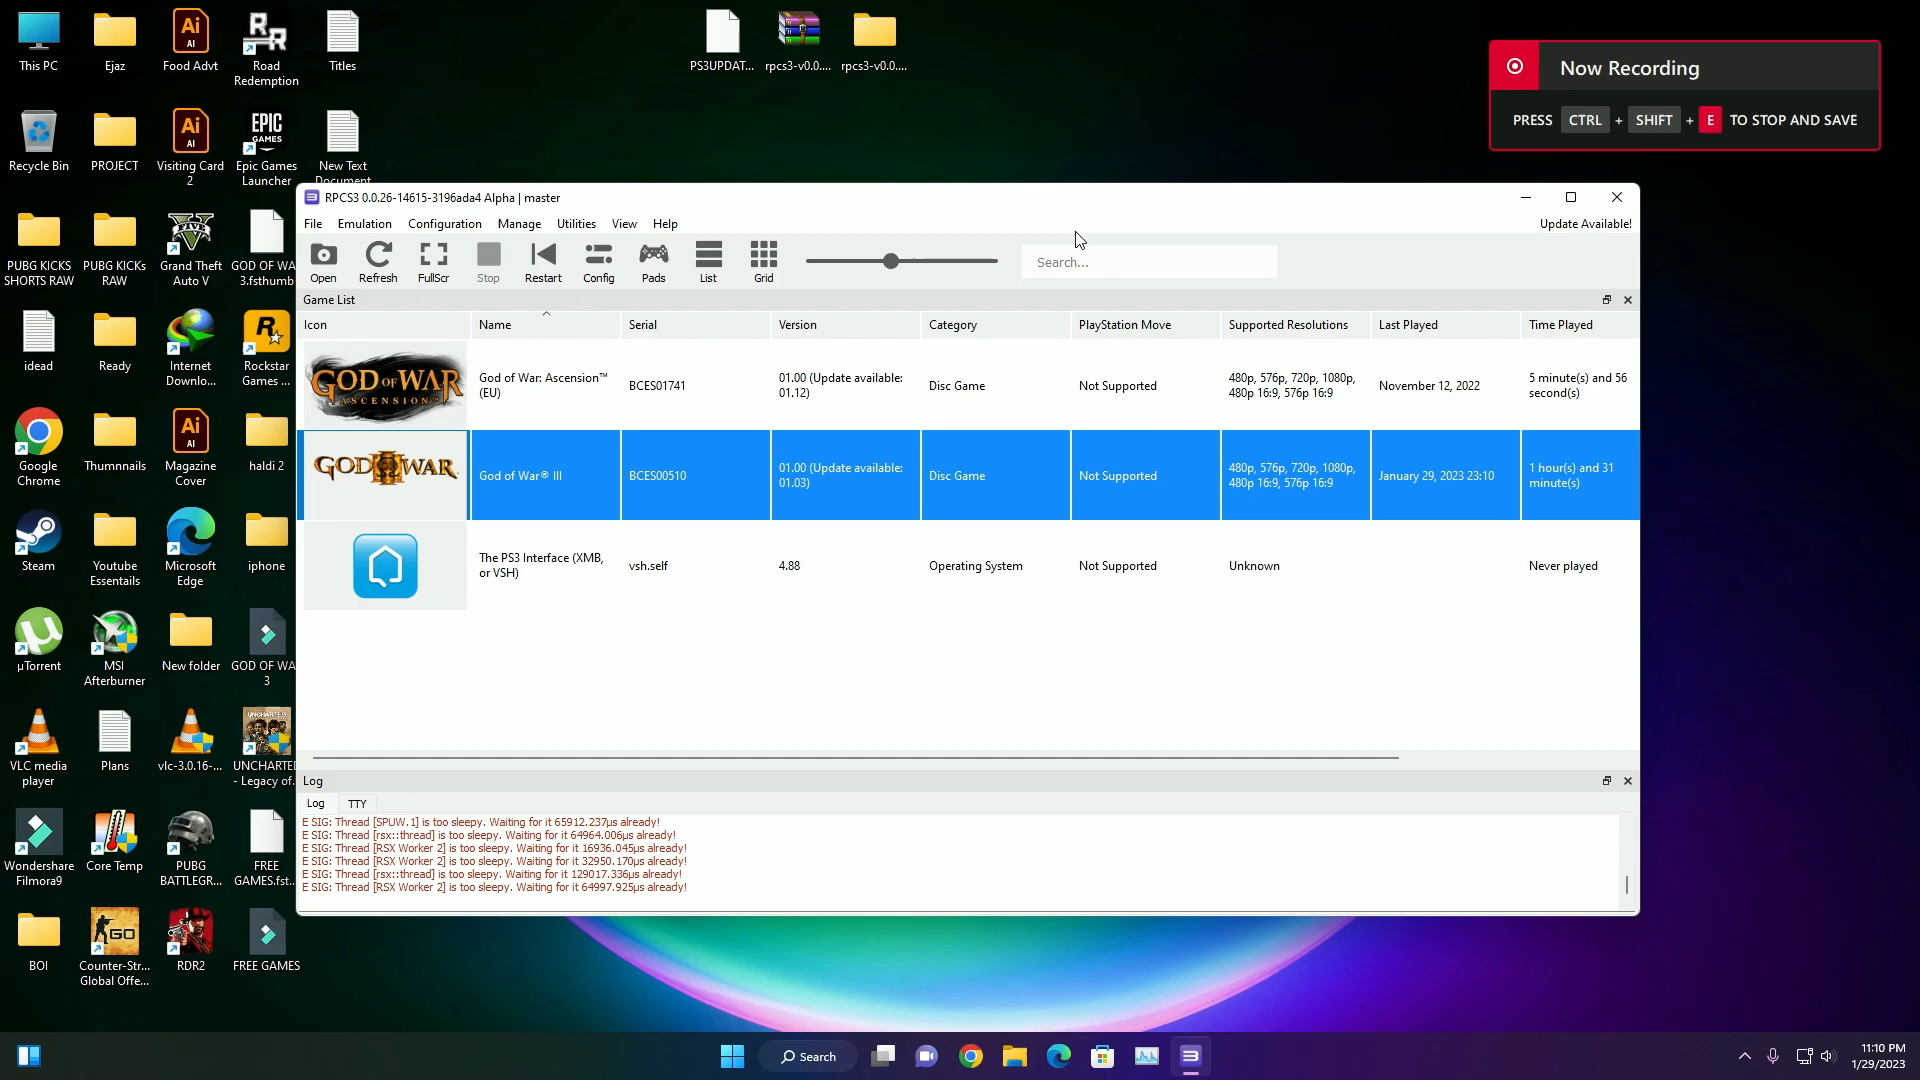 This PC
Ejaz
Food Advt
Road
Redemption
Titles
PS3UPDAT...
rpcs3-v0.0....
rpcs3-v0.0....
Now Recording
PRESS CTRL + SHIFT + E TO STOP AND SAVE
Recycle Bin
PROJECT
Visiting Card
2
EPIC
GAMES
Epic Games
Launcher
New Text
Document
RPCS3 0.0.26-14615-3196ada4 Alpha | master
File Emulation Configuration Manage Utilities View Help
Update Available!
Open Refresh FullScr Stop Restart Config Pads List Grid
Search...
Game List
Icon Name Serial Version Category PlayStation Move Supported Resolutions Last Played Time Played
GOD OF WAR
ASCENSION
God of War: Ascension™
(EU)
BCES01741
01.00 (Update available:
01.12)
Disc Game
Not Supported
480p, 576p, 720p, 1080p,
480p 16:9, 576p 16:9
November 12, 2022
5 minute(s) and 56
second(s)
GOD OF WAR
God of War® III
BCES00510
01.00 (Update available:
01.03)
Disc Game
Not Supported
480p, 576p, 720p, 1080p,
480p 16:9, 576p 16:9
January 29, 2023 23:10
1 hour(s) and 31
minute(s)
The PS3 Interface (XMB,
or VSH)
vsh.self
4.88
Operating System
Not Supported
Unknown
Never played
Log
Log TTY
E SIG: Thread [SPUW.1] is too sleepy. Waiting for it 65912.237µs already!
E SIG: Thread [rsx::thread] is too sleepy. Waiting for it 64964.006µs already!
E SIG: Thread [RSX Worker 2] is too sleepy. Waiting for it 16936.045µs already!
E SIG: Thread [RSX Worker 2] is too sleepy. Waiting for it 32950.170µs already!
E SIG: Thread [rsx::thread] is too sleepy. Waiting for it 129017.336µs already!
E SIG: Thread [RSX Worker 2] is too sleepy. Waiting for it 64997.925µs already!
PUBG KICKS
SHORTS RAW
PUBG KICKs
RAW
Grand Theft
Auto V
GOD OF WA
3.fsthumb
idead
Ready
Internet
Downlo...
Rockstar
Games ...
Google
Chrome
Thumnnails
Magazine
Cover
haldi 2
Steam
Youtube
Essentails
Microsoft
Edge
iphone
µTorrent
MSI
Afterburner
New folder
GOD OF WA
3
VLC media
player
Plans
vlc-3.0.16-...
UNCHARTED
UNCHARTED
- Legacy of.
Wondershare
Filmora9
Core Temp
PUBG
BATTLEGR...
FREE
GAMES.fst...
BOI
GO
Counter-Str...
Global Offe...
RDR2
FREE GAMES
Search
11:10 PM
1/29/2023